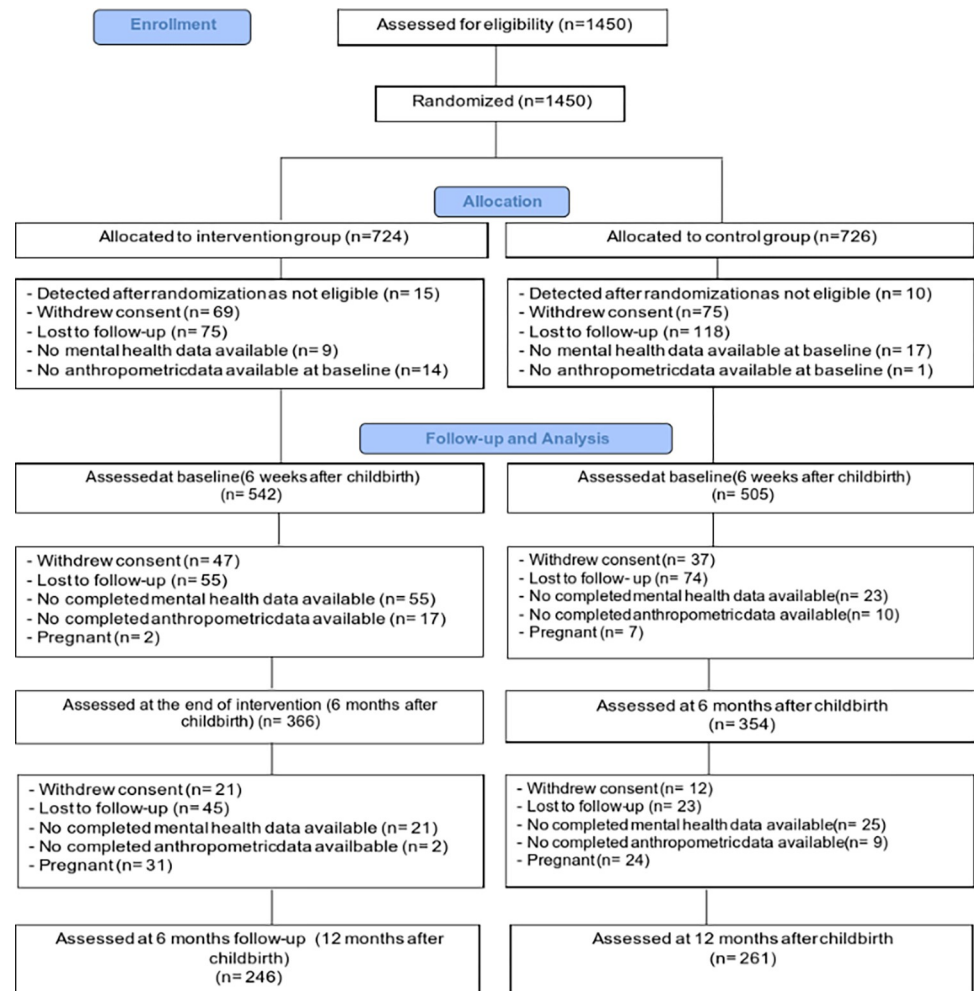 Enrollment
Assessed for eligibility (n=1450)
Randomized (n=1450)
Allocation
Allocated to intervention group (n=724)
Allocated to control group (n=726)
- Detected after randomization as not eligible (n= 15)
- Withdrew consent (n= 69)
- Lost to follow-up (n= 75)
- No mental health data available (n= 9)
- No anthropometric data available at baseline (n=14)
- Detected after randomization as not eligible (n= 10)
- Withdrew consent (n=75)
- Lost to follow-up (n= 118)
- No mental health data available at baseline (n= 17)
- No anthropometric data available at baseline (n= 1)
Follow-up and Analysis
Assessed at baseline (6 weeks after childbirth)
(n= 542)
Assessed at baseline (6 weeks after childbirth)
(n= 505)
- Withdrew consent (n= 47)
- Lost to follow-up (n= 55)
- No completed mental health data available (n= 55)
- No completed anthropometric data available (n= 17)
- Pregnant (n= 2)
- Withdrew consent (n= 37)
- Lost to follow- up (n= 74)
- No completed mental health data available(n= 23)
- No completed anthropometric data available(n= 10)
- Pregnant (n= 7)
Assessed at the end of intervention (6 months after
childbirth) (n= 366)
Assessed at 6 months after childbirth
(n= 354)
- Withdrew consent (n= 21)
- Lost to follow-up (n= 45)
- No completed mental health data available (n= 21)
- No completed anthropometric data availbable (n= 2)
- Pregnant (n= 31)
- Withdrew consent (n= 12)
- Lost to follow-up (n= 23)
- No completed mental health data available(n= 25)
- No completed anthropometric data available(n= 9)
- Pregnant (n= 24)
Assessed at 6 months follow-up (12 months after
childbirth)
(n= 246)
Assessed at 12 months after childbirth
(n= 261)